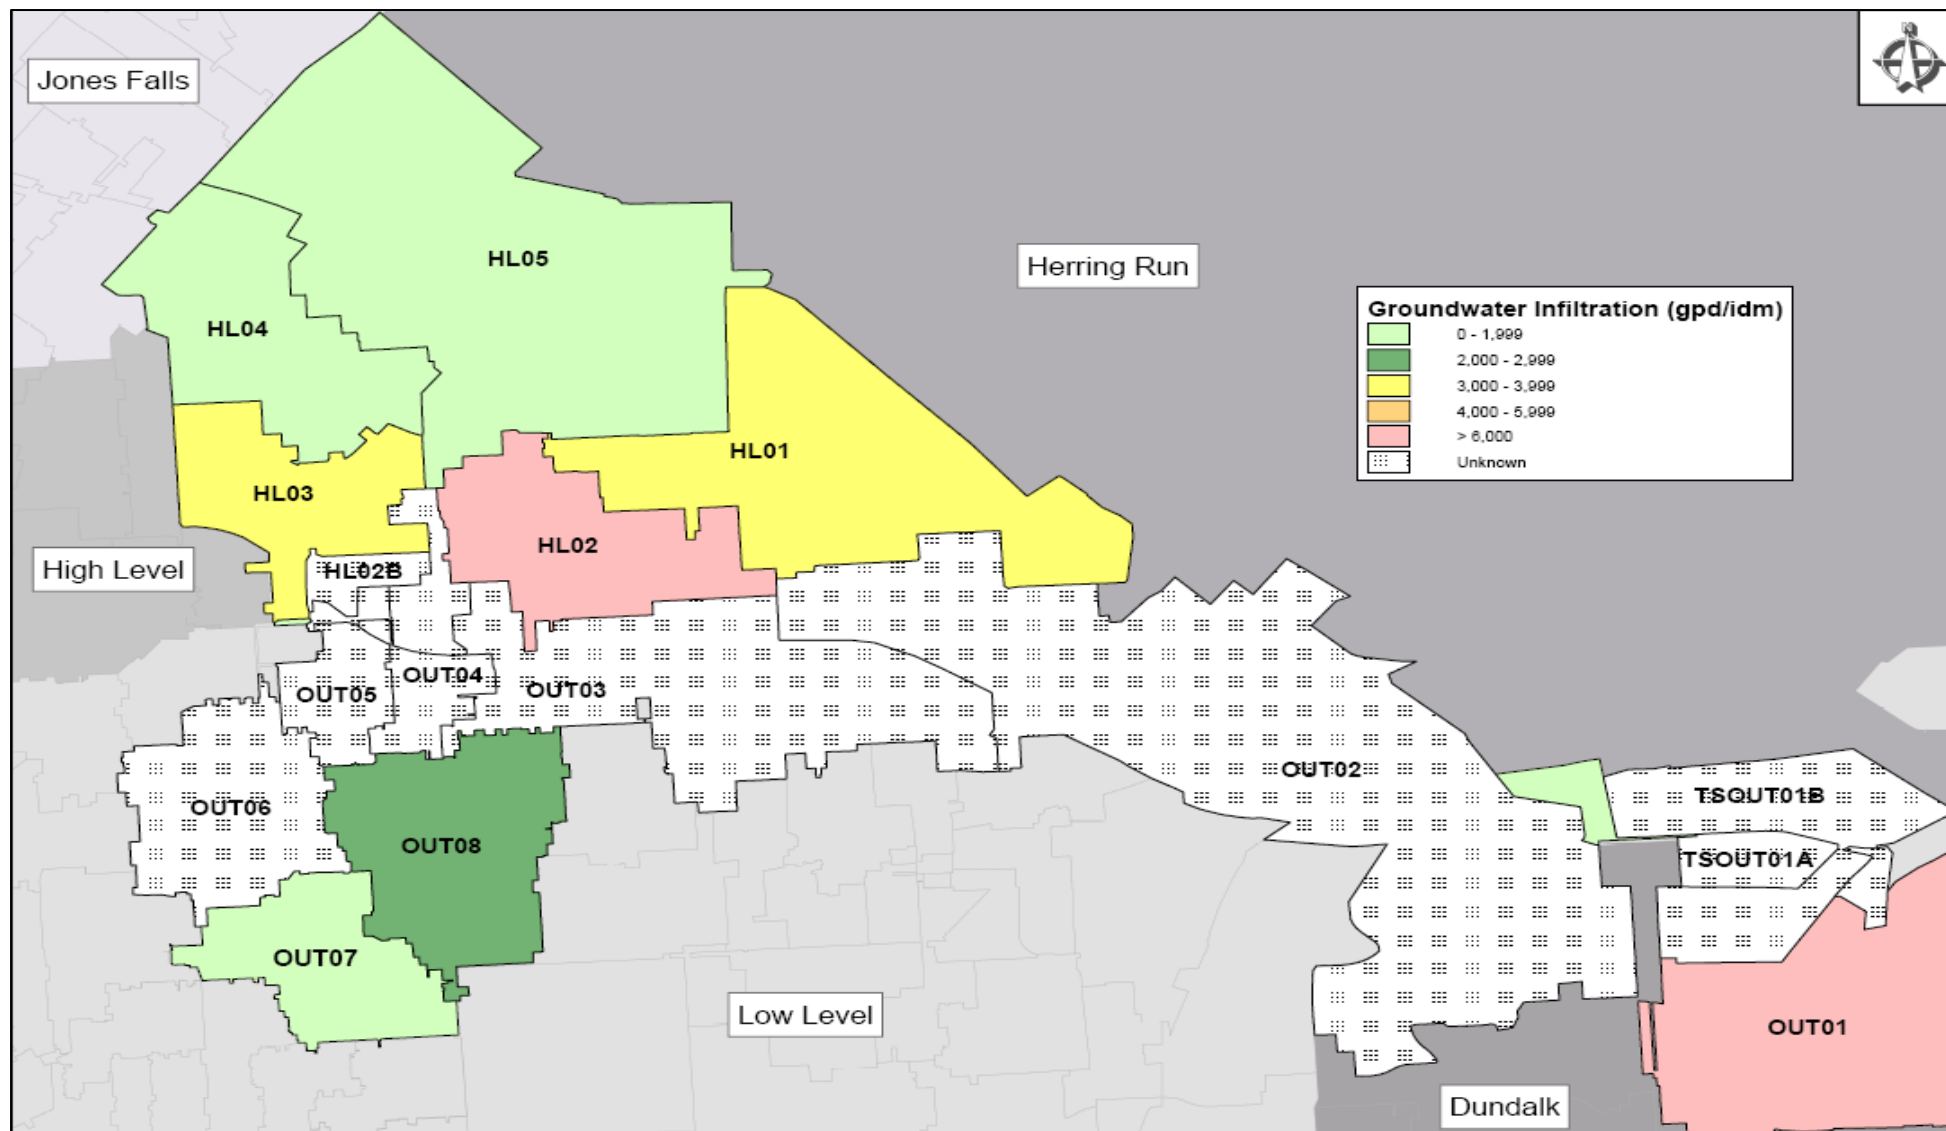 N
Jones Falls
HL05
Herring Run
Groundwater Infiltration (gpd/idm)
0 - 1,999
2,000 - 2,999
3,000 - 3,999
4,000 - 5,999
> 6,000
Unknown
HL04
HL01
HL03
HL02
High Level
HL02B
OUT04
OUT05
OUT03
OUT02
TSOUT01B
OUT06
OUT08
TSOUT01A
OUT07
Low Level
OUT01
Dundalk